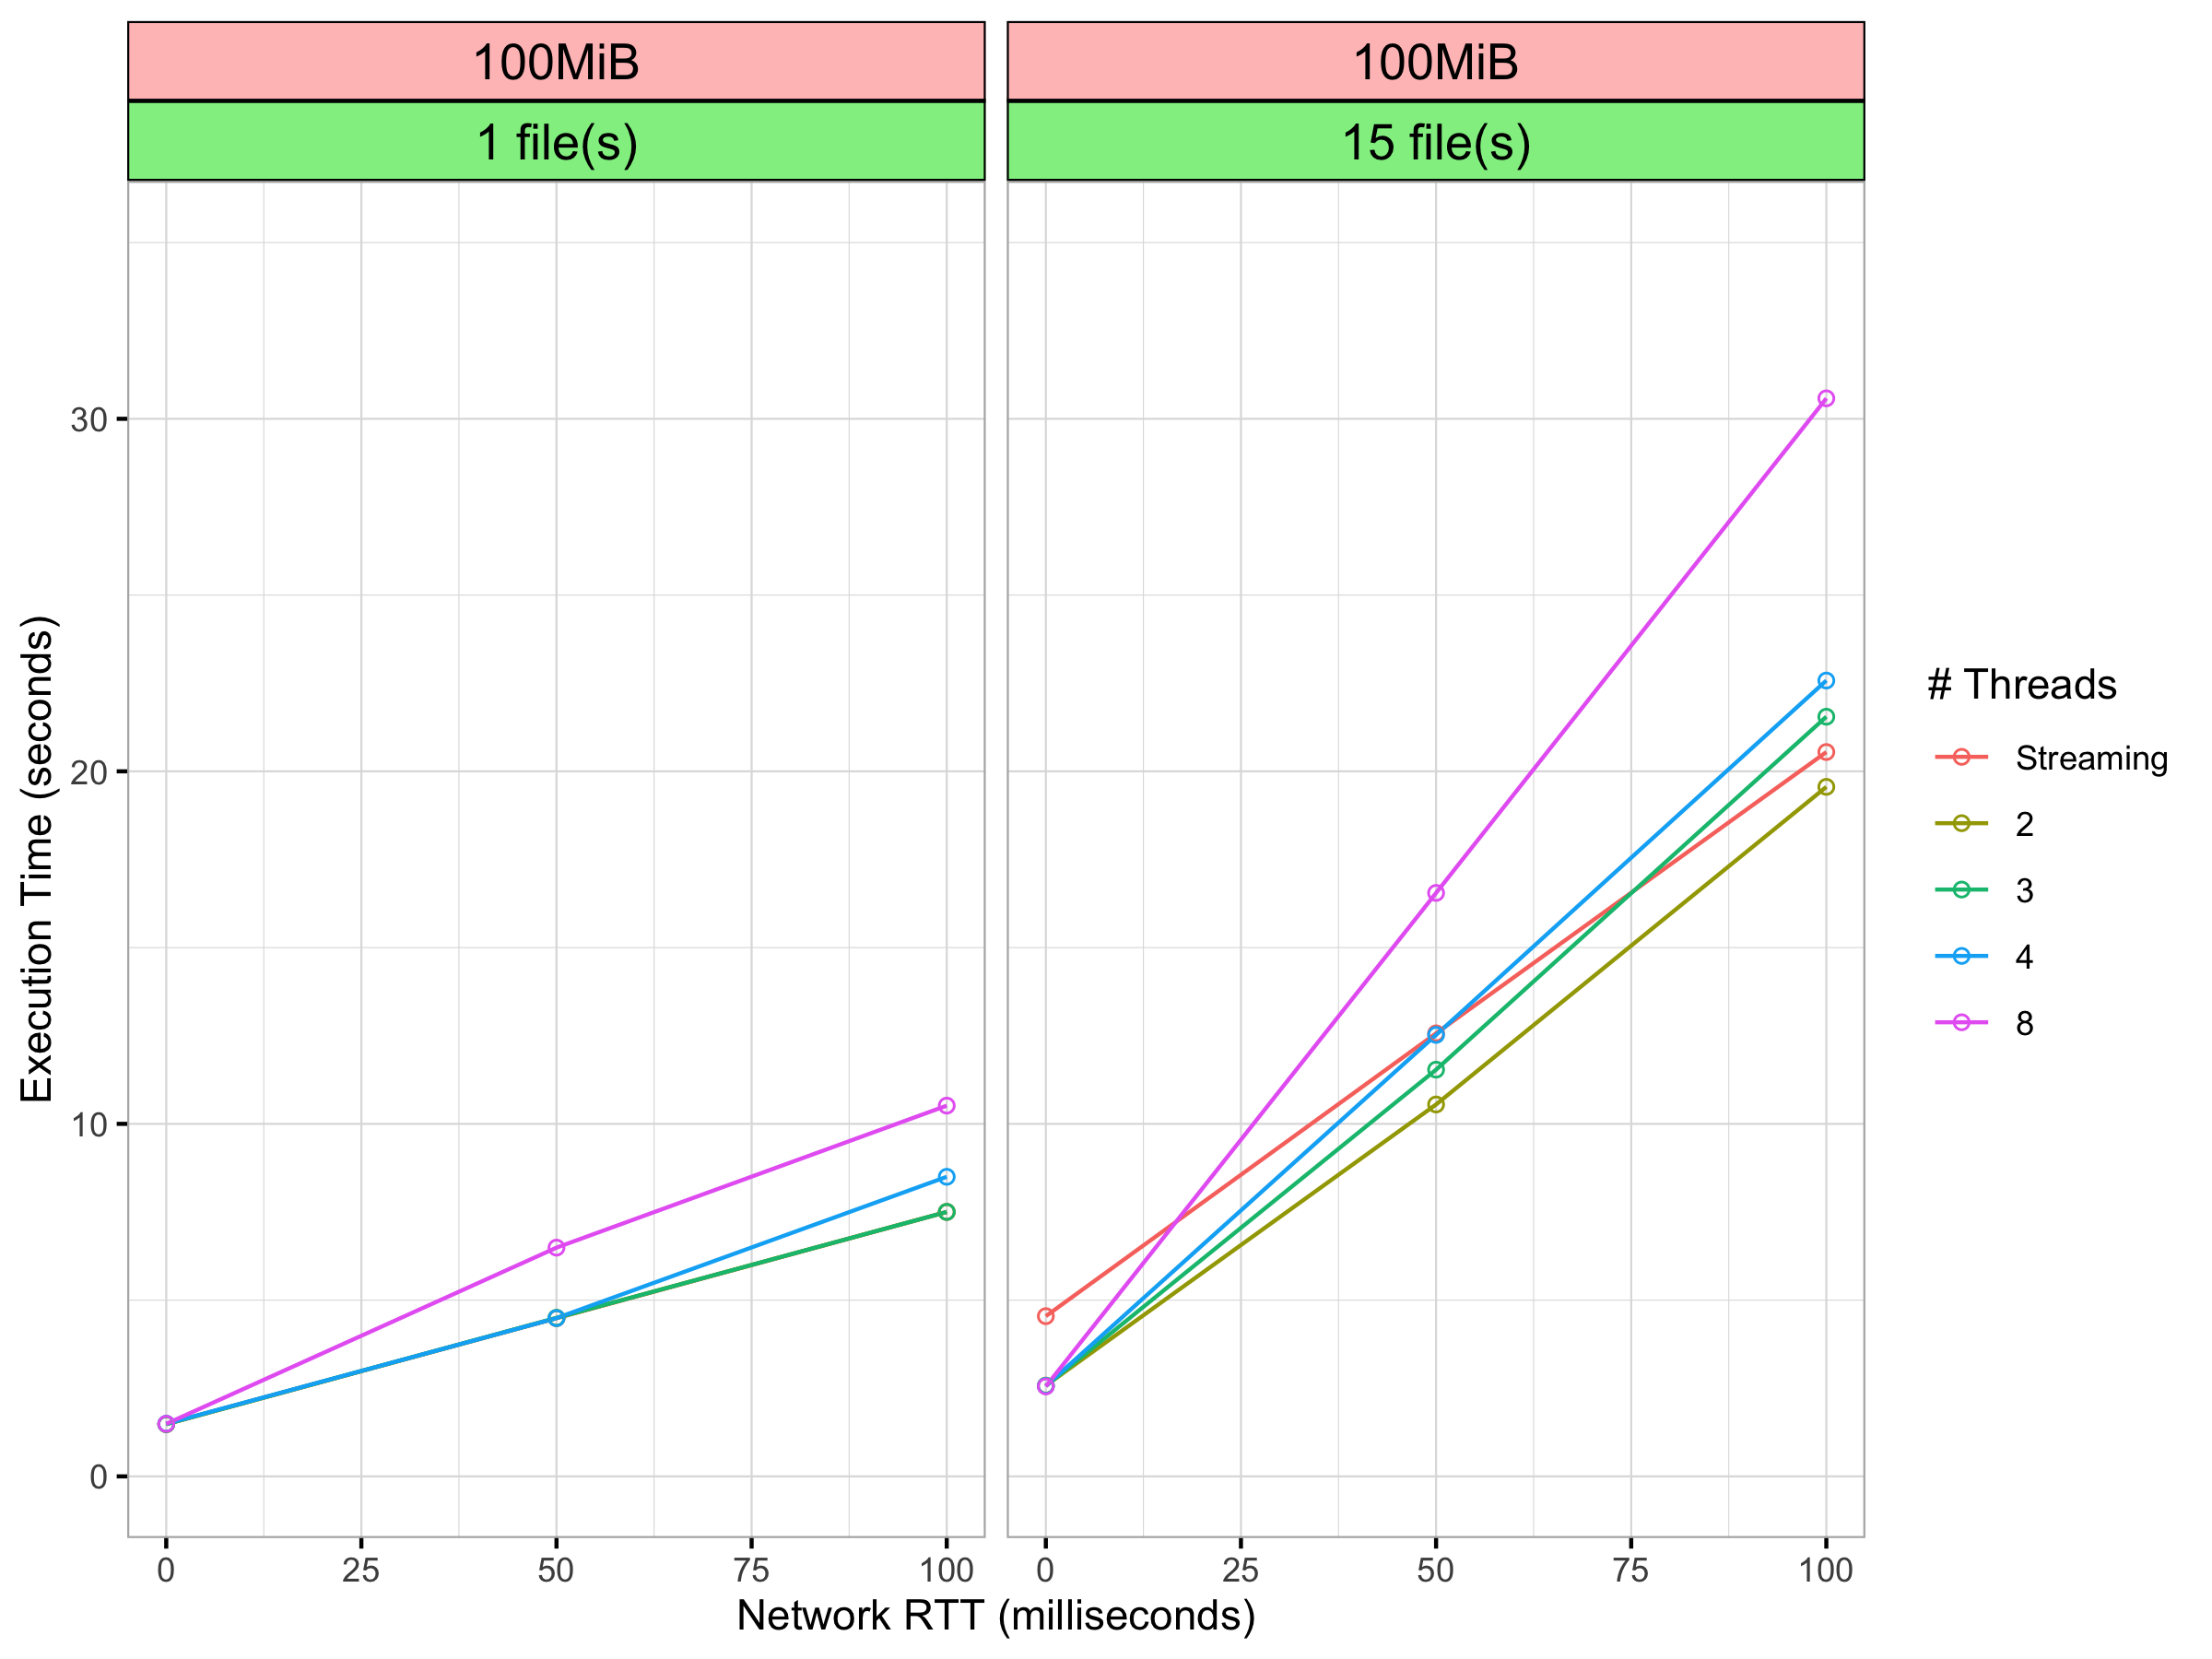 100MiB
100MiB
1 file(s)
15 file(s)
Execution Time (seconds)
30
20
10
0
0
25
50
75
100
0
25
50
75
100
Network RTT (milliseconds)
# Threads
Streaming
2
3
4
8